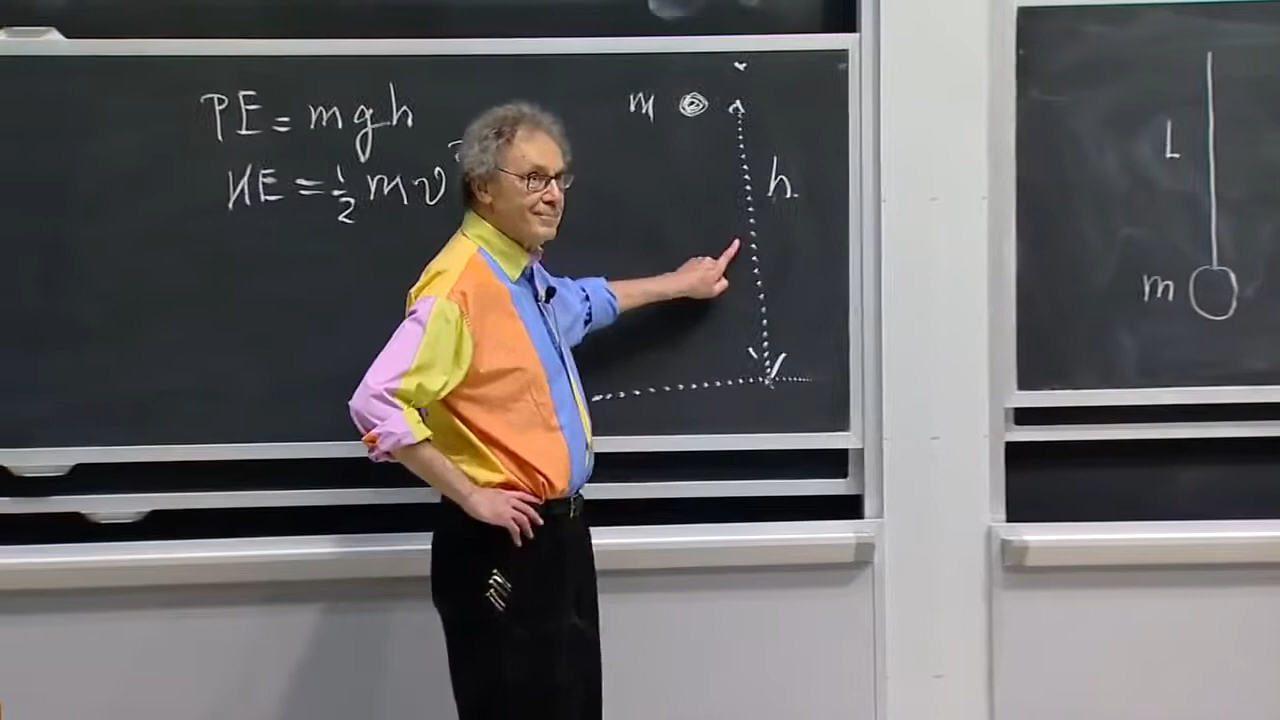 PE = mgh
KE = ½mv²
m
h
L
m